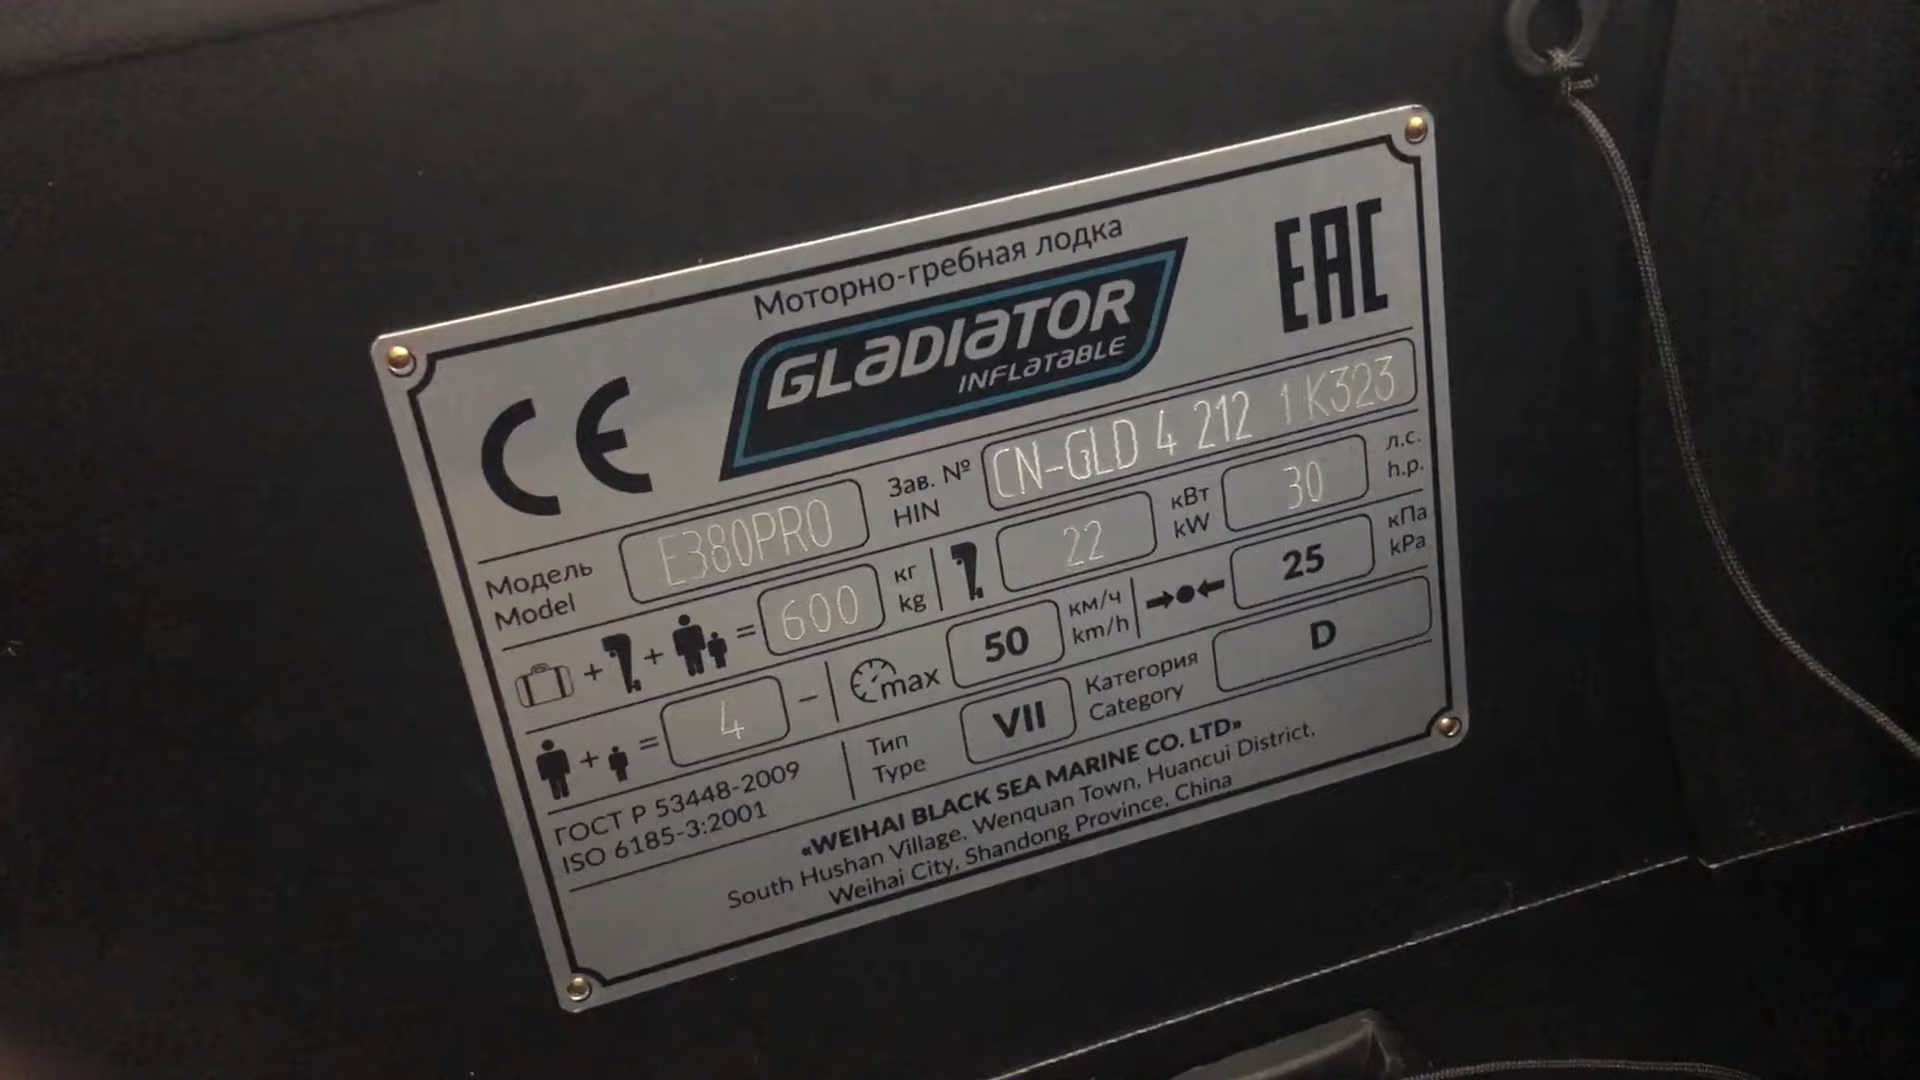 Моторно-гребная лодка
GLADIATOR
INFLATABLE
CE
EAC
Модель
Model
E380PRO
Зав. №
HIN
CN-GLD 4 212 1 K323
+ + = 600 кг
kg
22 кВт
kW
30 л.с.
h.p.
+ = 4 –
max 50 км/ч
km/h
25 кПа
kPa
ГОСТ Р 53448-2009
ISO 6185-3:2001
Тип
Type
VII
Категория
Category
D
«WEIHAI BLACK SEA MARINE CO. LTD»
South Hushan Village, Wenquan Town, Huancui District,
Weihai City, Shandong Province, China